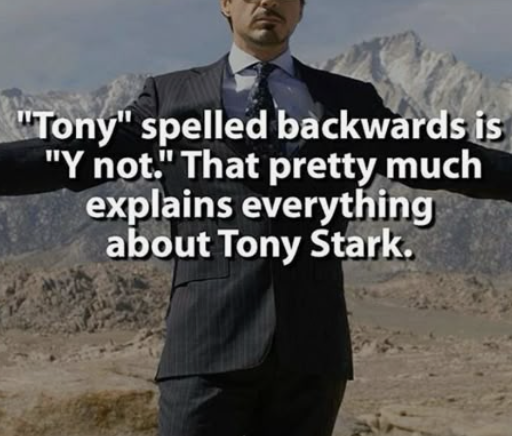 "Tony" spelled backwards is
"Y not." That pretty much
explains everything
about Tony Stark.